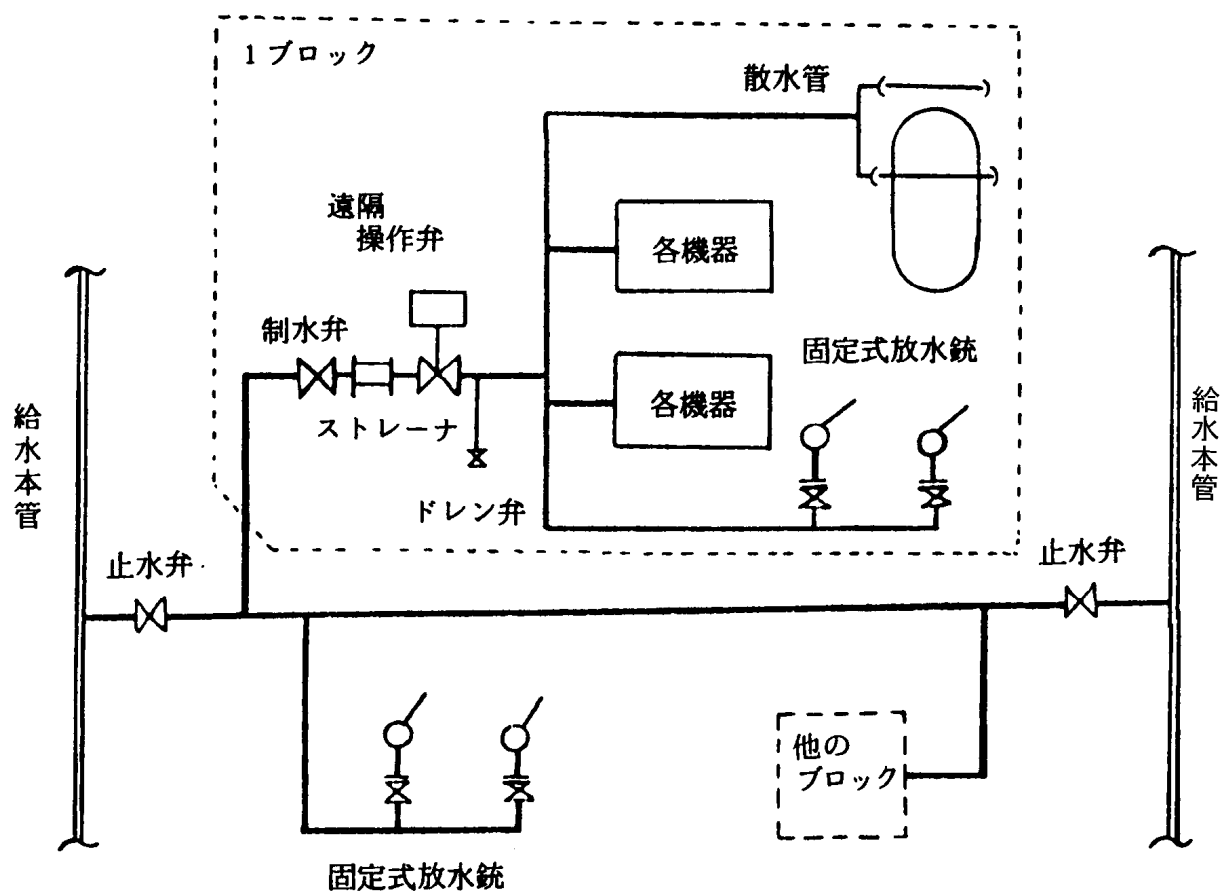 1ブロック
散水管
遠隔
操作弁
各機器
制水弁
固定式放水銃
各機器
ストレーナ
給水本管
給水本管
ドレン弁
止水弁
止水弁
他の
ブロック
固定式放水銃